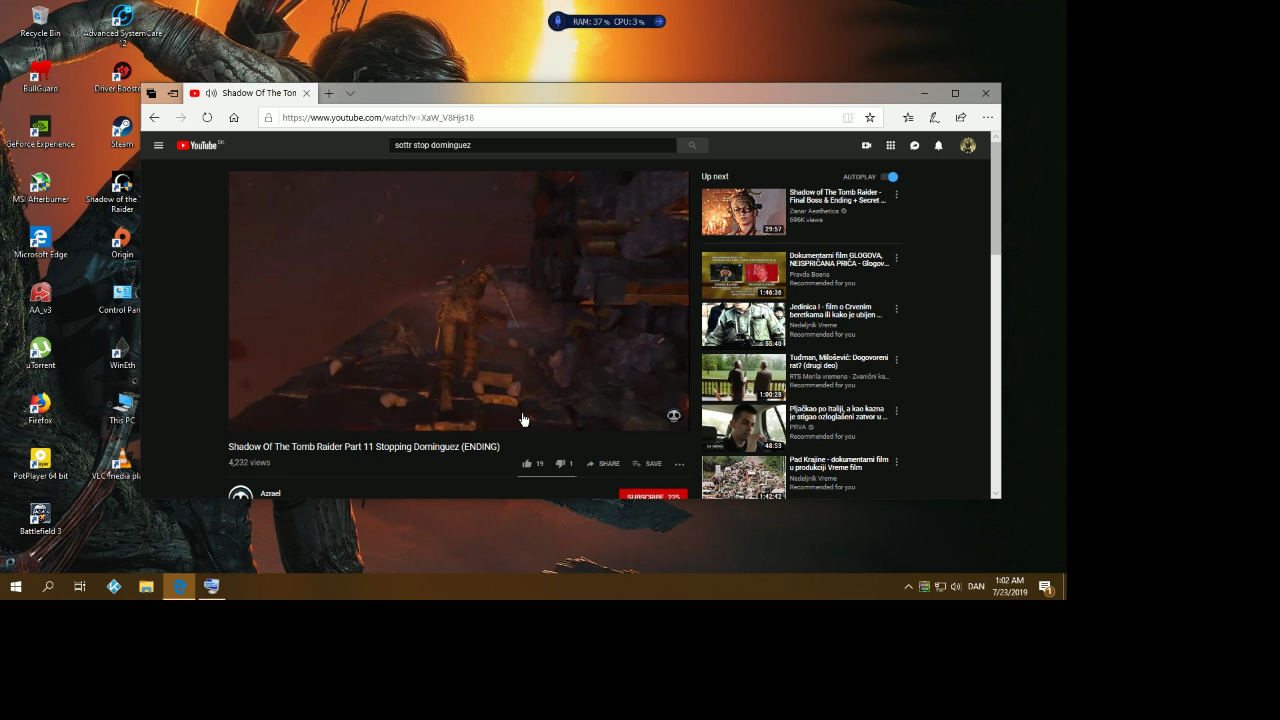 RAM: 37 % CPU: 3 %
Recycle Bin
Advanced SystemCare
12
BullGuard
Driver Booste
GeForce Experience
Steam
MSI Afterburner
Shadow of the
Raider
Microsoft Edge
Origin
AA_v3
Control Pan
uTorrent
WinEth
Firefox
This PC
PotPlayer 64 bit
VLC media pl
Battlefield 3
Shadow Of The Tom
https://www.youtube.com/watch?v=XaW_V8Hjs18
YouTube DK
sottr stop dominguez
Up next
AUTOPLAY
Shadow of The Tomb Raider -
Final Boss & Ending + Secret ...
Zanar Aesthetics
696K views
29:57
Dokumentarni film GLOGOVA,
NEISPRIČANA PRIČA - Glogov...
Pravda Bosna
Recommended for you
1:46:36
Jedinica I - film o Crvenim
beretkama ili kako je ubijen ...
Nedeljnik Vreme
Recommended for you
55:40
Tuđman, Milošević: Dogovoreni
rat? (drugi deo)
RTS Merila vremena - Zvanični ka...
Recommended for you
1:00:28
Pljačkao po Italiji, a kao kazna
je stigao ozloglašeni zatvor u ...
PRVA
Recommended for you
48:53
Pad Krajine - dokumentarni film
u produkciji Vreme film
Nedeljnik Vreme
Recommended for you
1:42:42
Shadow Of The Tomb Raider Part 11 Stopping Dominguez (ENDING)
4,232 views
19
1
SHARE
SAVE
Azrael
SUBSCRIBE 225
DAN
1:02 AM
7/23/2019
1